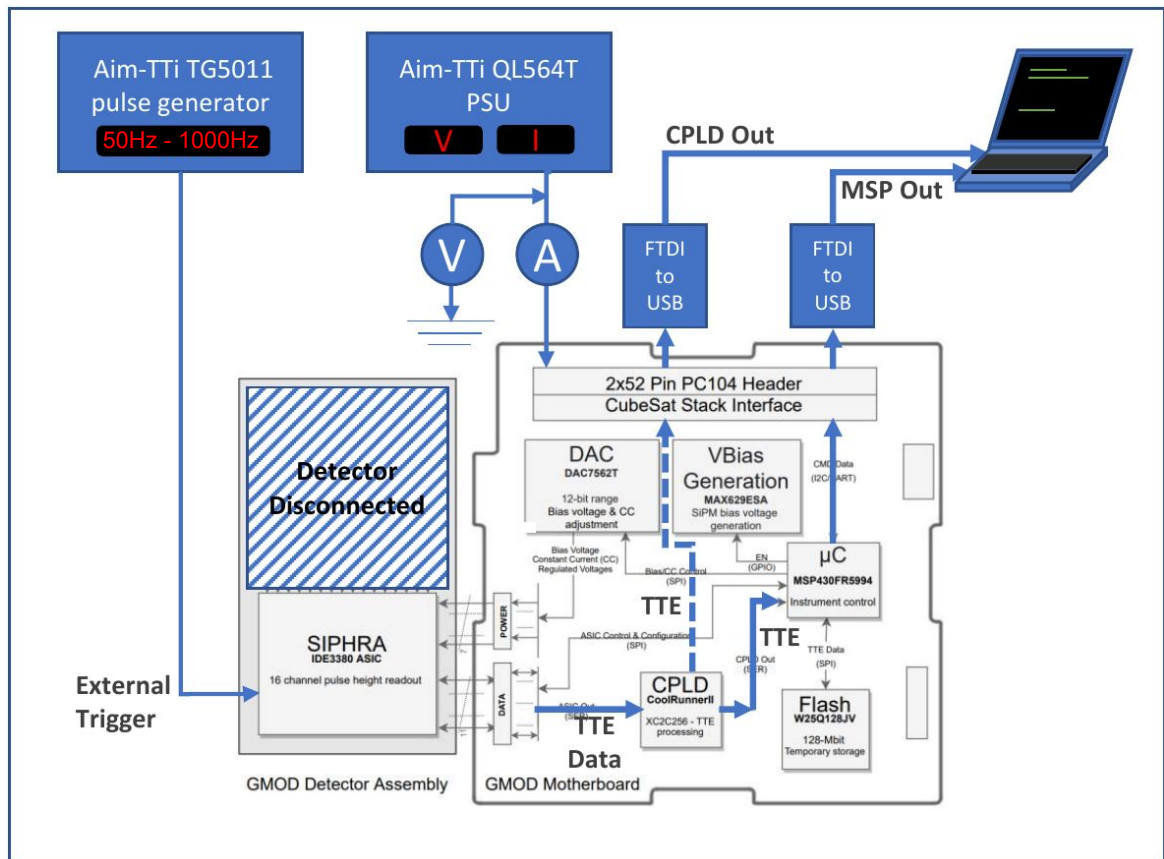 Aim-TTi TG5011
pulse generator
50Hz - 1000Hz
Aim-TTi QL564T
PSU
V
I
V
A
CPLD Out
MSP Out
FTDI
to
USB
FTDI
to
USB
2x52 Pin PC104 Header
CubeSat Stack Interface
Detector
Disconnected
DAC
DAC7562T
12-bit range
Bias voltage & CC
adjustment
VBias
Generation
MAX629ESA
SiPM bias voltage
generation
CMD Data
(I2C/UART)
Bias Voltage
Constant Current (CC)
Regulated Voltages
EN
(GPIO)
Bias/CC Control
(SPI)
µC
MSP430FR5994
Instrument control
SIPHRA
IDE3380 ASIC
16 channel pulse height readout
POWER
7
TTE
TTE
ASIC Control & Configuration
(SPI)
CPLD Out
(SER)
TTE Data
(SPI)
External
Trigger
DATA
11
ASIC Out
(SER)
TTE
Data
CPLD
CoolRunnerII
XC2C256 - TTE
processing
Flash
W25Q128JV
128-Mbit
Temporary storage
GMOD Detector Assembly
GMOD Motherboard